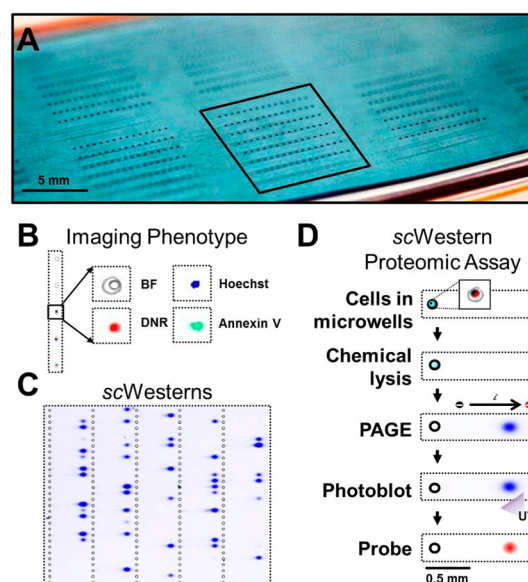 A
5 mm
B
Imaging Phenotype
BF
Hoechst
DNR
Annexin V
C
scWesterns
D
scWestern
Proteomic Assay
Cells in
microwells
Chemical
lysis
PAGE
Photoblot
Probe
0.5 mm